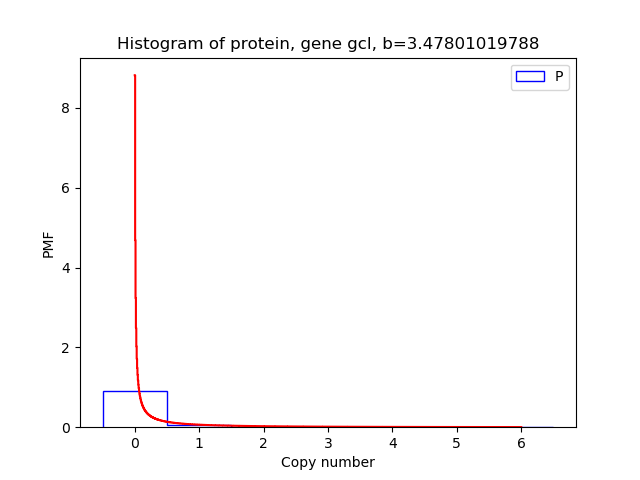 Histogram of protein, gene gcl, b=3.47801019788
P
PMF
8
6
4
2
0
0 1 2 3 4 5 6
Copy number